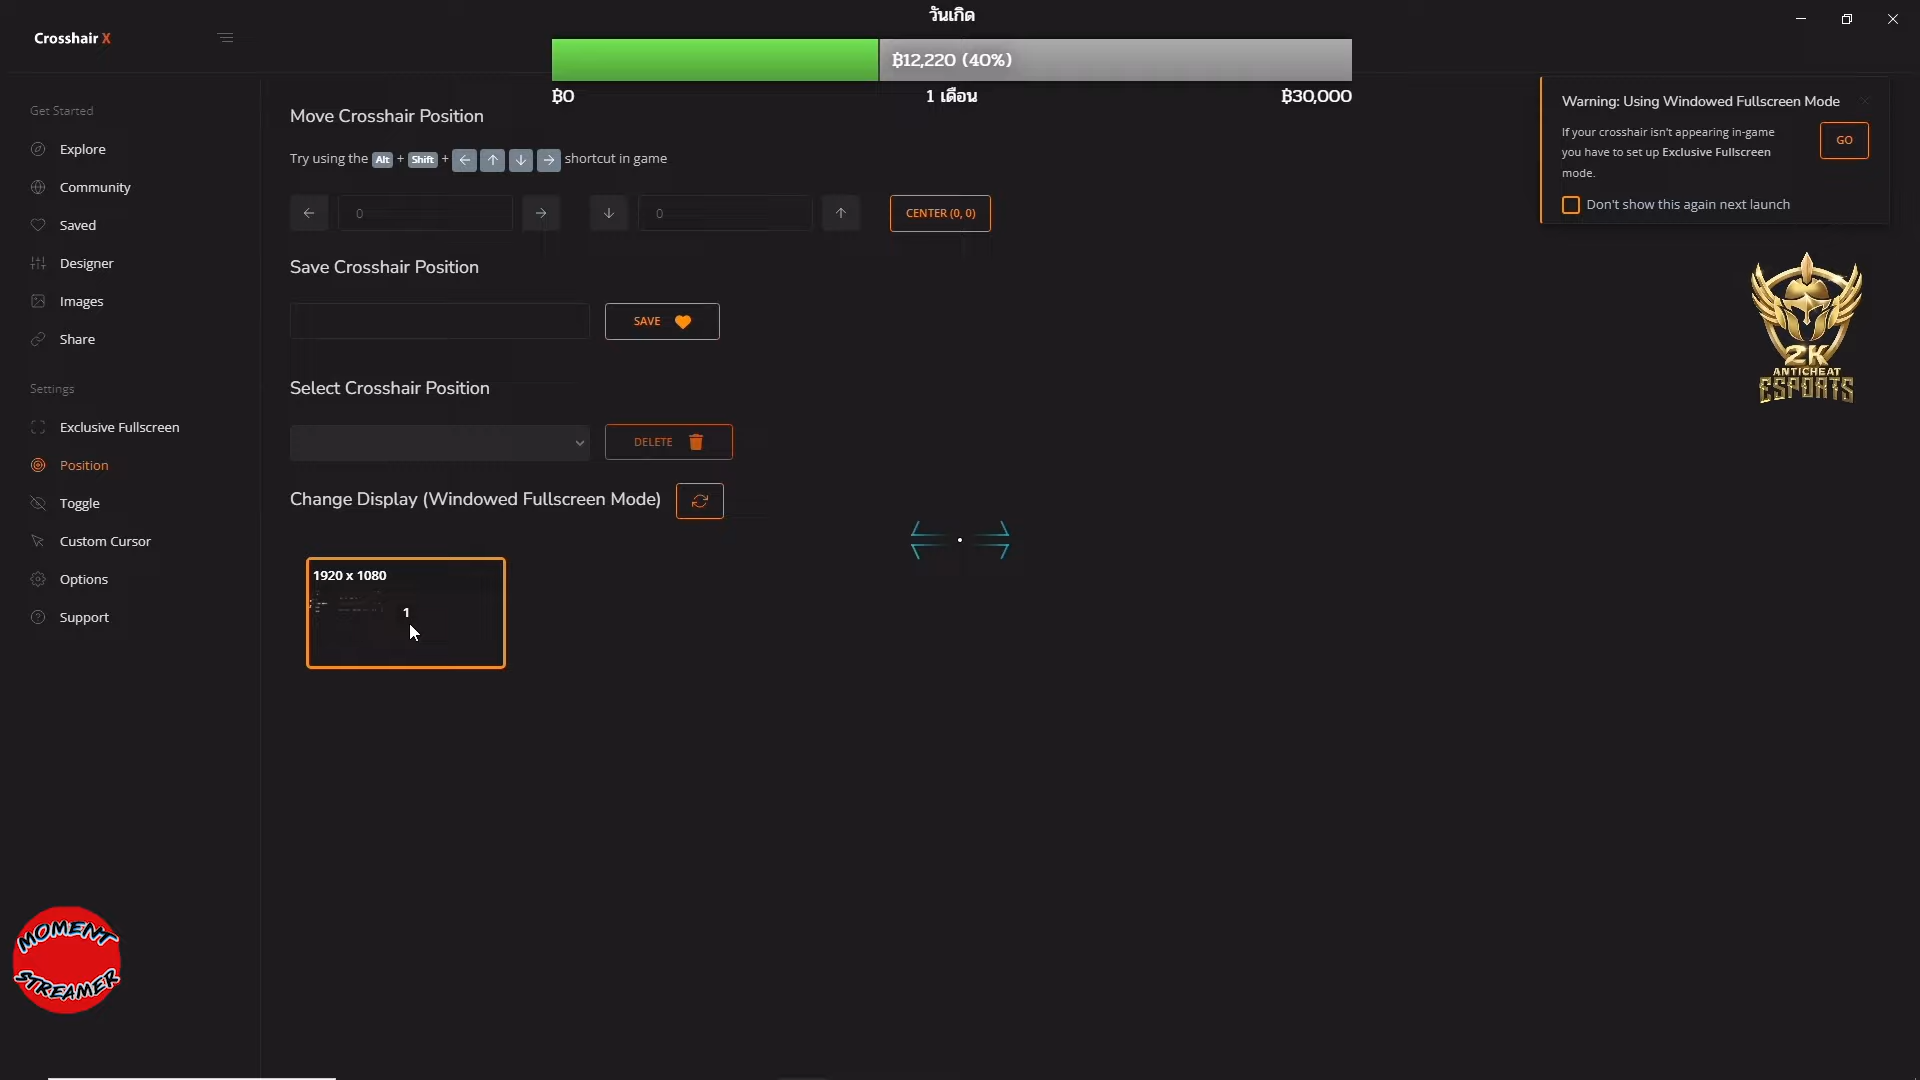 วันเกิด
Crosshair X
฿12,220 (40%)
฿0
1 เดือน
฿30,000
Get Started
Explore
Community
Saved
Designer
Images
Share
Settings
Exclusive Fullscreen
Position
Toggle
Custom Cursor
Options
Support
Move Crosshair Position
Try using the Alt + Shift + ← ↑ ↓ → shortcut in game
← 0 → ↓ 0 ↑ CENTER (0, 0)
Save Crosshair Position
SAVE
Select Crosshair Position
DELETE
Change Display (Windowed Fullscreen Mode)
1920 x 1080
1
Warning: Using Windowed Fullscreen Mode
If your crosshair isn't appearing in-game
you have to set up Exclusive Fullscreen
mode.
GO
Don't show this again next launch
2K
ANTICHEAT
ESPORTS
MOMENT
STREAMER